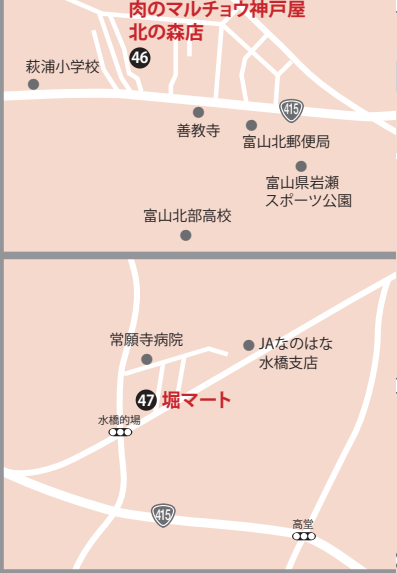 肉のマルチョウ神戸屋
北の森店
46
萩浦小学校
415
善教寺
富山北郵便局
富山県岩瀬
スポーツ公園
富山北部高校
常願寺病院
JAなのはな
水橋支店
47 堀マート
水橋的場
415
高堂